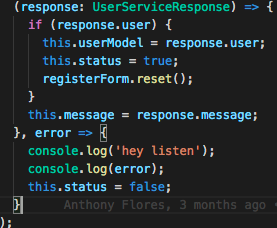 (response: UserServiceResponse) => {
if (response.user) {
this.userModel = response.user;
this.status = true;
registerForm.reset();
}
this.message = response.message;
}, error => {
console.log('hey listen');
console.log(error);
this.status = false;
} Anthony Flores, 3 months ago
);